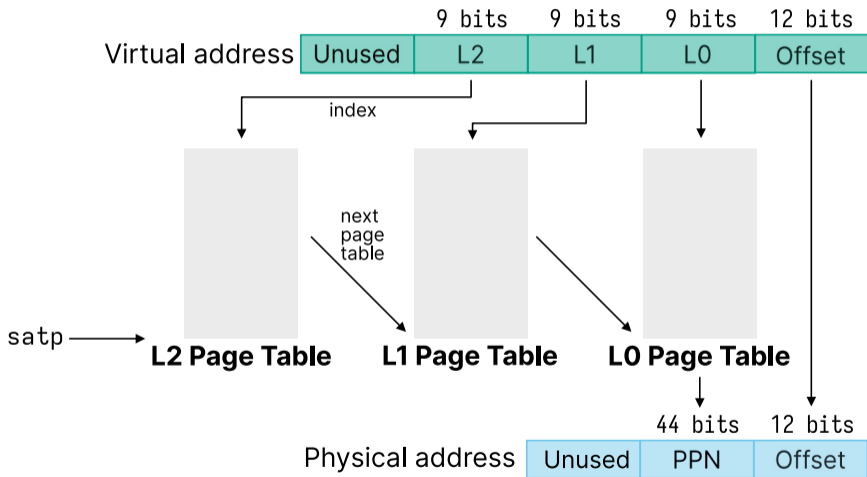 9 bits 9 bits 9 bits 12 bits
Virtual address Unused L2 L1 L0 Offset
index
next
page
table
satp
L2 Page Table L1 Page Table L0 Page Table
44 bits 12 bits
Physical address Unused PPN Offset